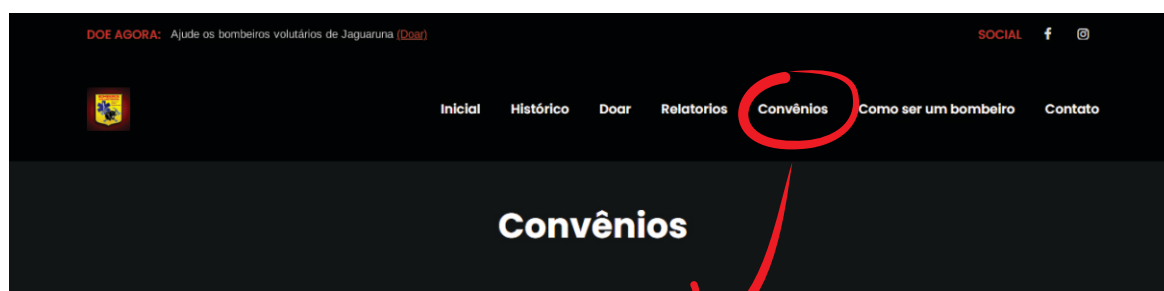 DOE AGORA: Ajude os bombeiros volutários de Jaguaruna (Doar) SOCIAL
Inicial Histórico Doar Relatorios Convênios Como ser um bombeiro Contato
Convênios